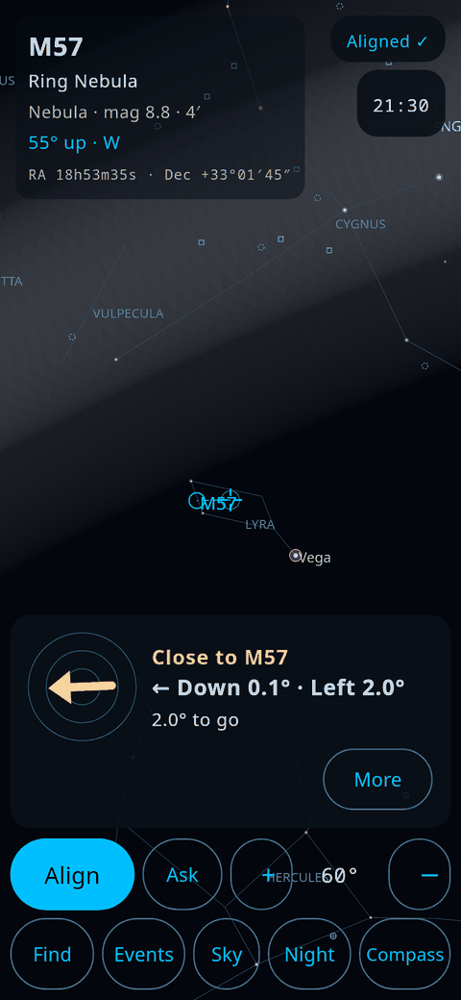 M57
Ring Nebula
Nebula · mag 8.8 · 4′
55° up · W
RA 18h53m35s · Dec +33°01′45″
Aligned ✓
21:30
US
NG
CYGNUS
TTA
VULPECULA
M57
LYRA
Vega
Close to M57
← Down 0.1° · Left 2.0°
2.0° to go
More
Align
Ask
+
HERCULES
60°
−
Find
Events
Sky
Night
Compass